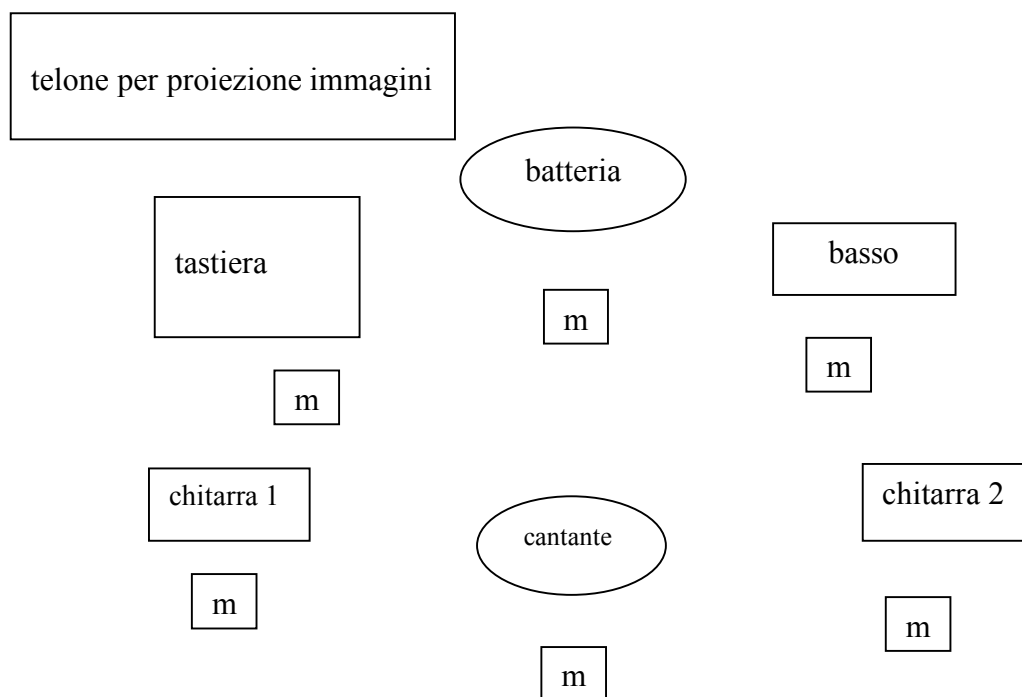 telone per proiezione immagini
batteria
tastiera
basso
m
m
m
chitarra 1
cantante
chitarra 2
m
m
m